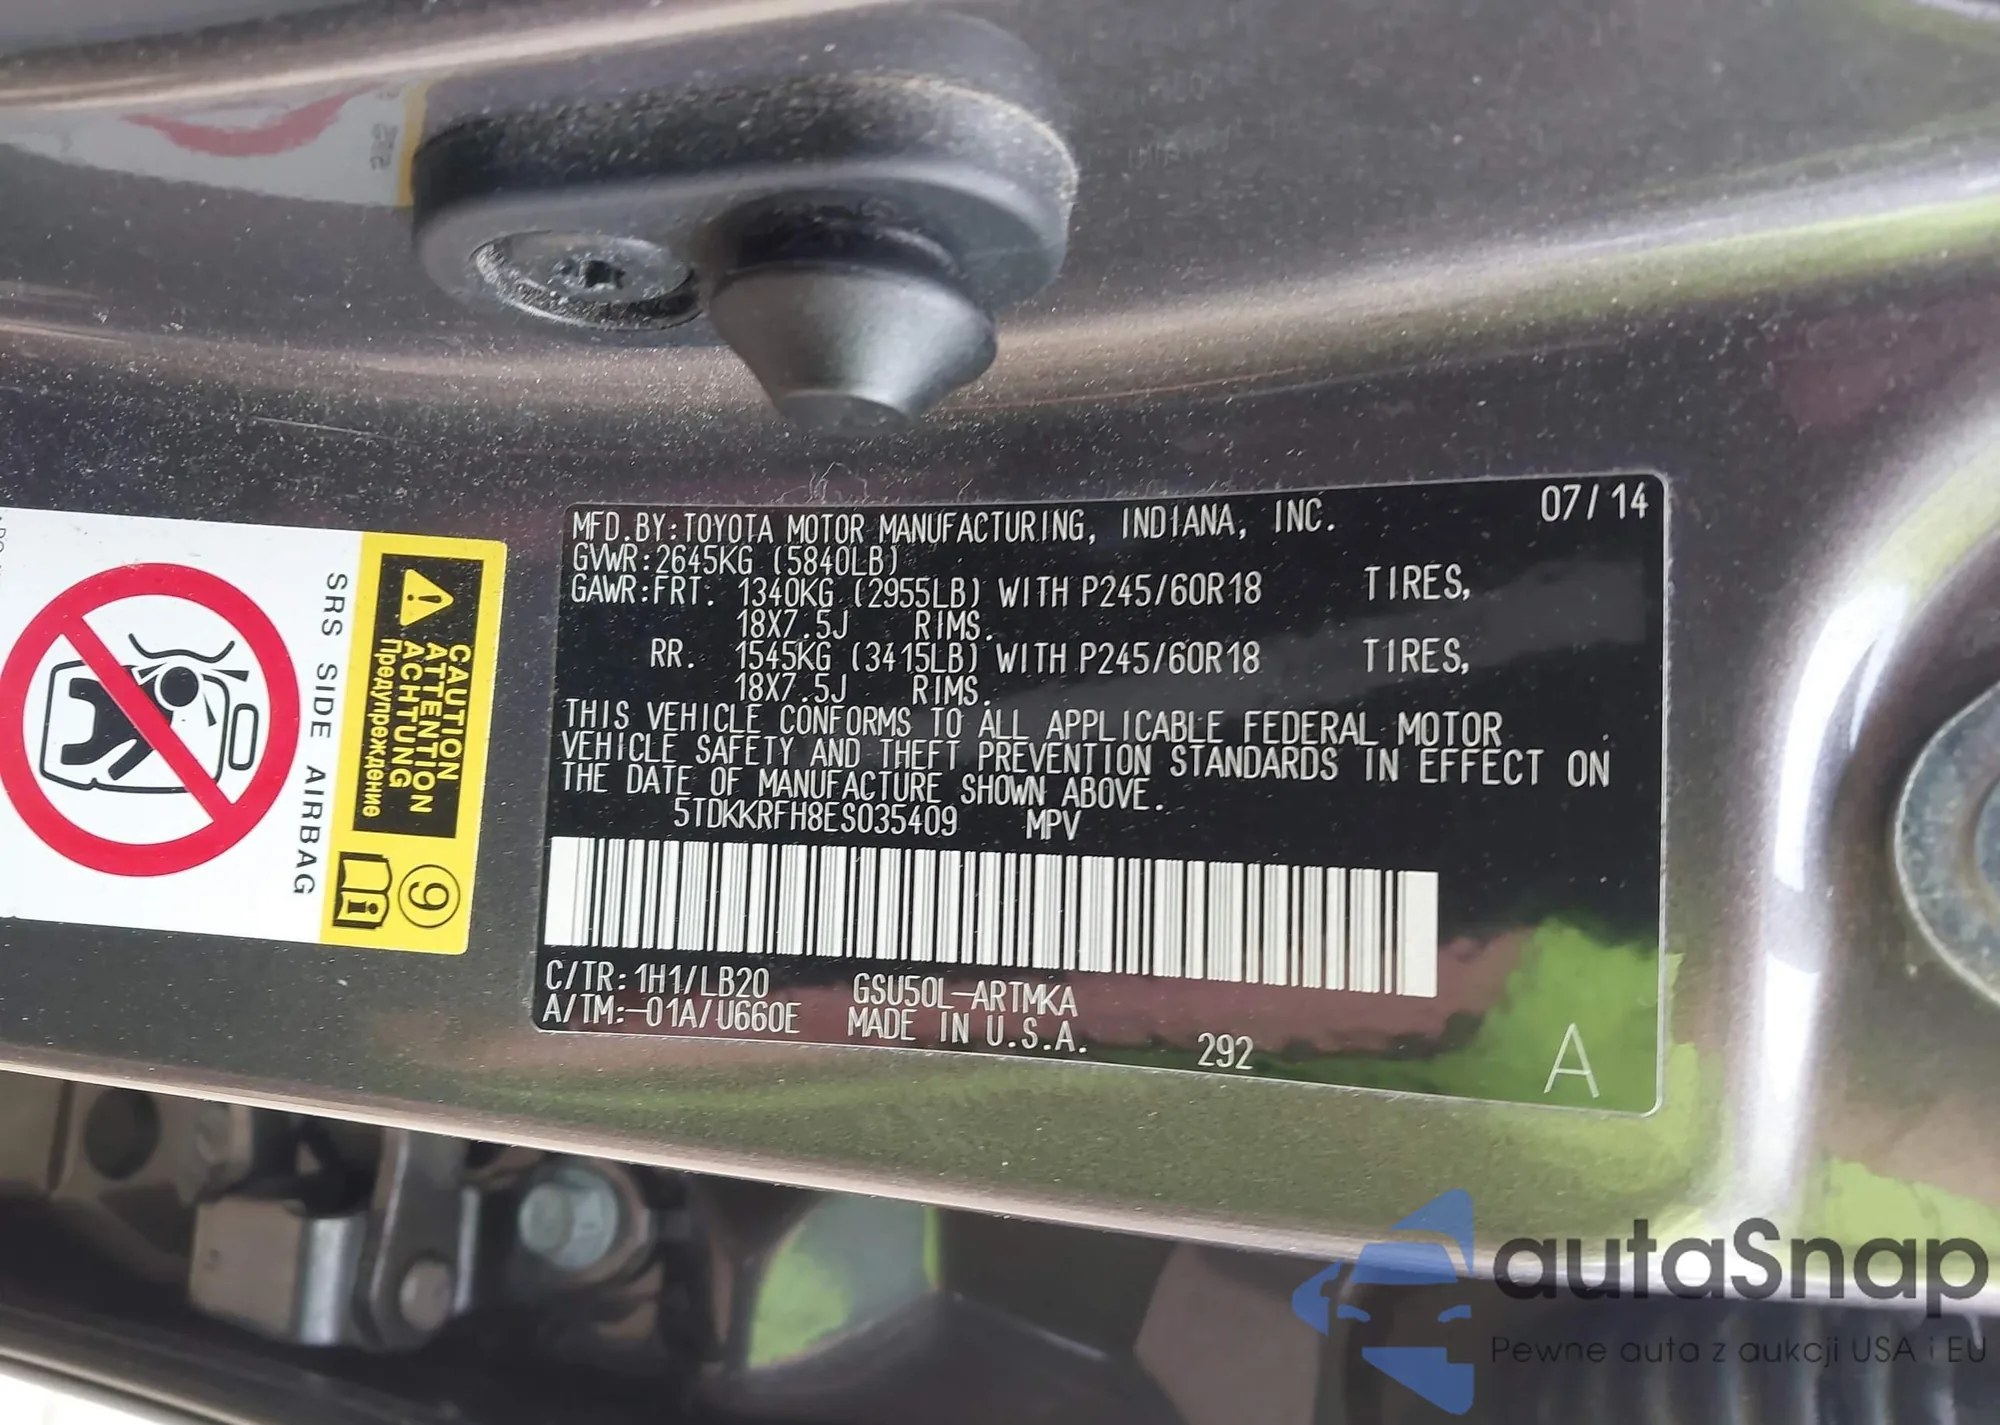 MFD.BY:TOYOTA MOTOR MANUFACTURING, INDIANA, INC. 07/14
GVWR:2645KG (5840LB)
GAWR:FRT. 1340KG (2955LB) WITH P245/60R18 TIRES,
18X7.5J RIMS.
RR. 1545KG (3415LB) WITH P245/60R18 TIRES,
18X7.5J RIMS.
THIS VEHICLE CONFORMS TO ALL APPLICABLE FEDERAL MOTOR
VEHICLE SAFETY AND THEFT PREVENTION STANDARDS IN EFFECT ON
THE DATE OF MANUFACTURE SHOWN ABOVE.
5TDKKRFH8ES035409 MPV
C/TR:1H1/LB20 GSU50L-ARTMKA
A/TM:-01A/U660E MADE IN U.S.A. 292 A
CAUTION
ATTENTION
ACHTUNG
Предупреждение
9
SRS SIDE AIRBAG
autaSnap
Pewne auta z aukcji USA i EU